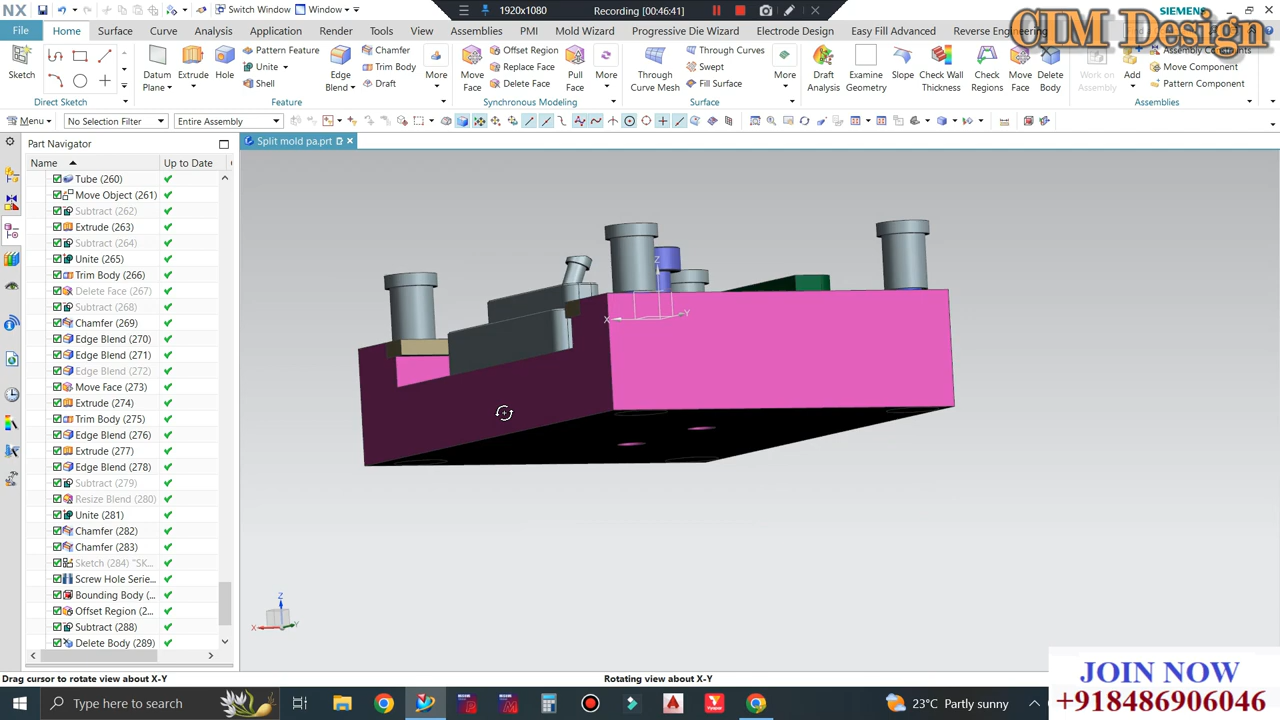 NX Switch Window Window 1920x1080 Recording [00:46:41] SIEMENS
CIM Design
File Home Surface Curve Analysis Application Render Tools View Assemblies PMI Mold Wizard Progressive Die Wizard Electrode Design Easy Fill Advanced Reverse Engineering
Sketch Datum Plane Extrude Hole Pattern Feature Unite Shell Edge Blend Chamfer Trim Body Draft More Move Face Offset Region Replace Face Delete Face Pull Face More Through Curve Mesh Through Curves Swept Fill Surface More Draft Analysis Examine Geometry Slope Check Wall Thickness Check Regions Move Face Delete Body Work on Assembly Add Assembly Constraints Move Component Pattern Component
Direct Sketch Feature Synchronous Modeling Surface Assemblies
Menu No Selection Filter Entire Assembly
Part Navigator Split mold pa.prt
Name Up to Date
Tube (260)
Move Object (261)
Subtract (262)
Extrude (263)
Subtract (264)
Unite (265)
Trim Body (266)
Delete Face (267)
Subtract (268)
Chamfer (269)
Edge Blend (270)
Edge Blend (271)
Edge Blend (272)
Move Face (273)
Extrude (274)
Trim Body (275)
Edge Blend (276)
Extrude (277)
Edge Blend (278)
Subtract (279)
Resize Blend (280)
Unite (281)
Chamfer (282)
Chamfer (283)
Sketch (284) "SK...
Screw Hole Serie...
Bounding Body (...
Offset Region (2...
Subtract (288)
Delete Body (289)
Z
X Y
Z
X Y
Drag cursor to rotate view about X-Y Rotating view about X-Y
JOIN NOW
+918486906046
Type here to search 23°C Partly sunny